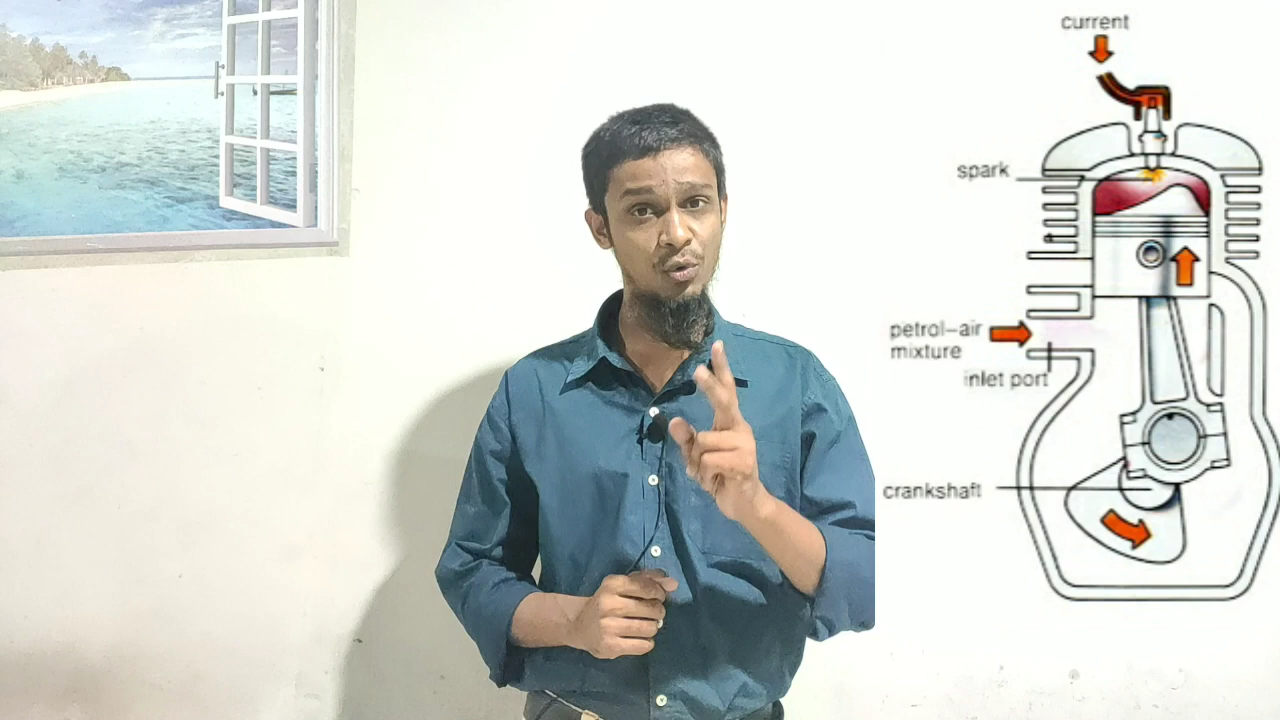 current
spark
petrol–air
mixture
inlet port
crankshaft